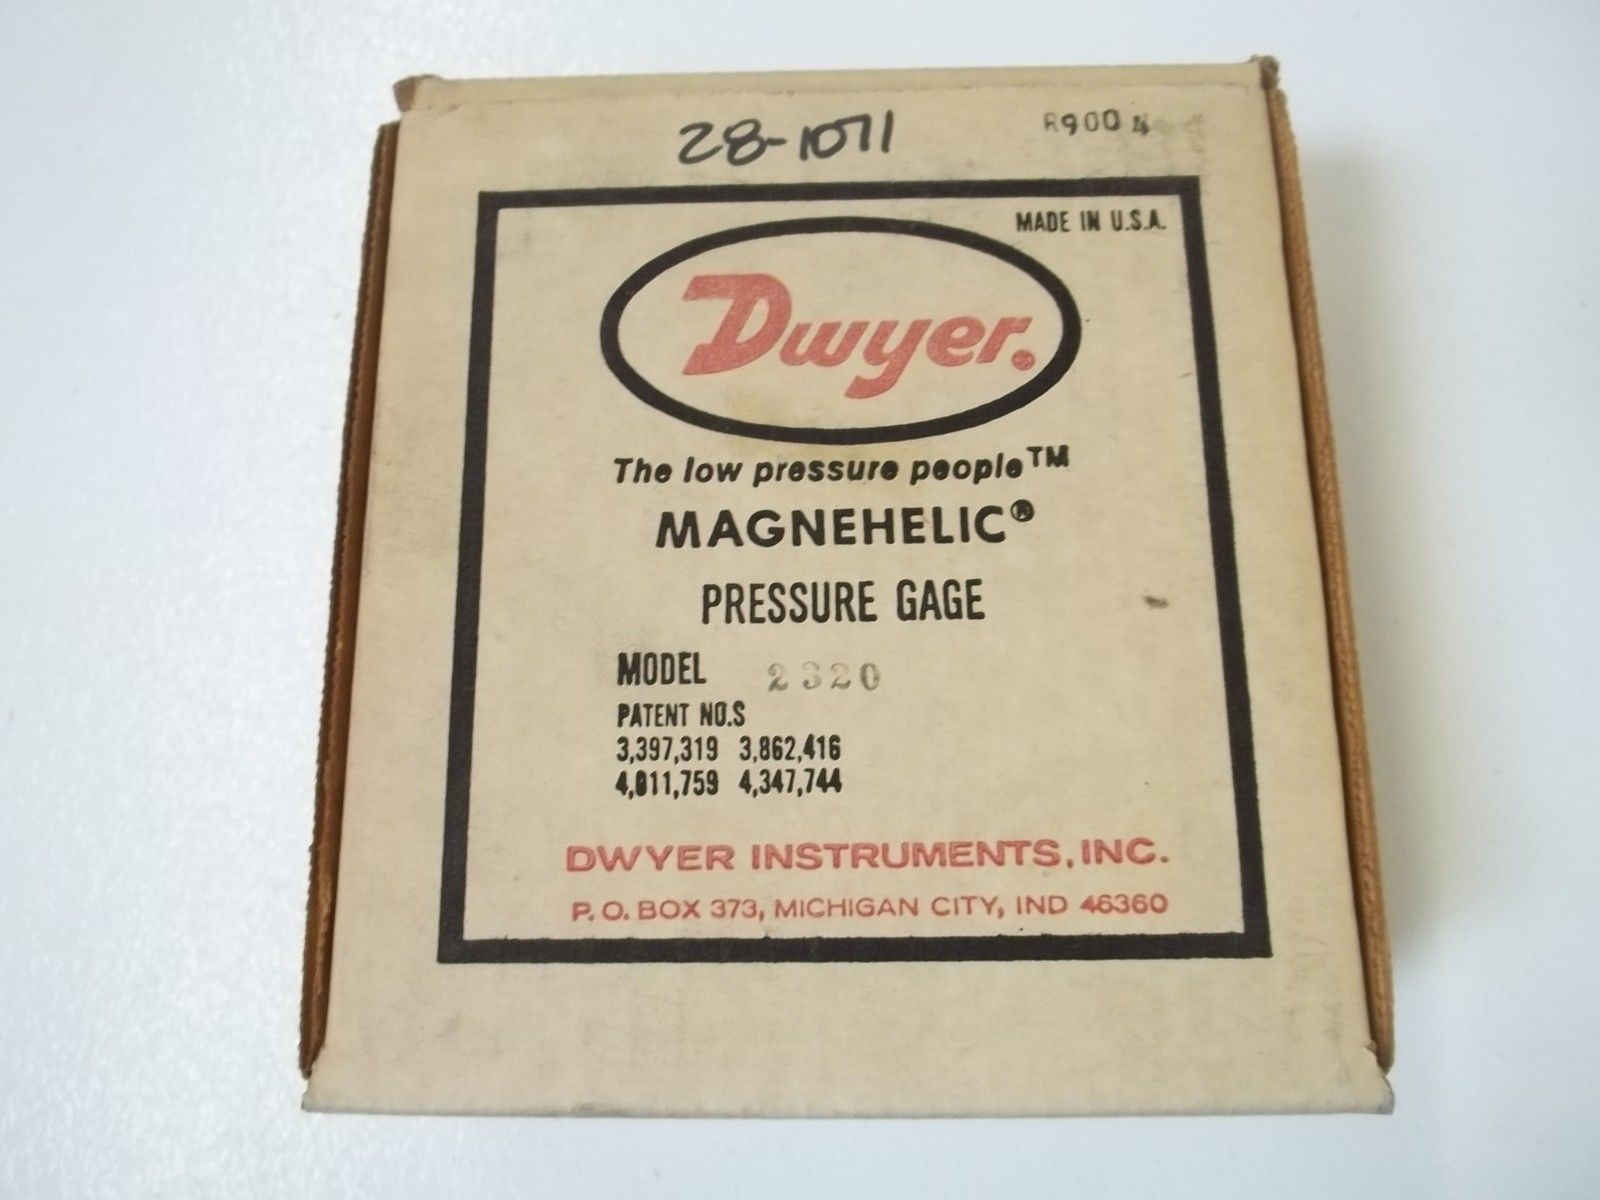 28-1071
R900 4
MADE IN U.S.A.
Dwyer®
The low pressure people™
MAGNEHELIC®
PRESSURE GAGE
MODEL 2320
PATENT NO.S
3,397,319 3,862,416
4,011,759 4,347,744
DWYER INSTRUMENTS, INC.
P.O. BOX 373, MICHIGAN CITY, IND 46360